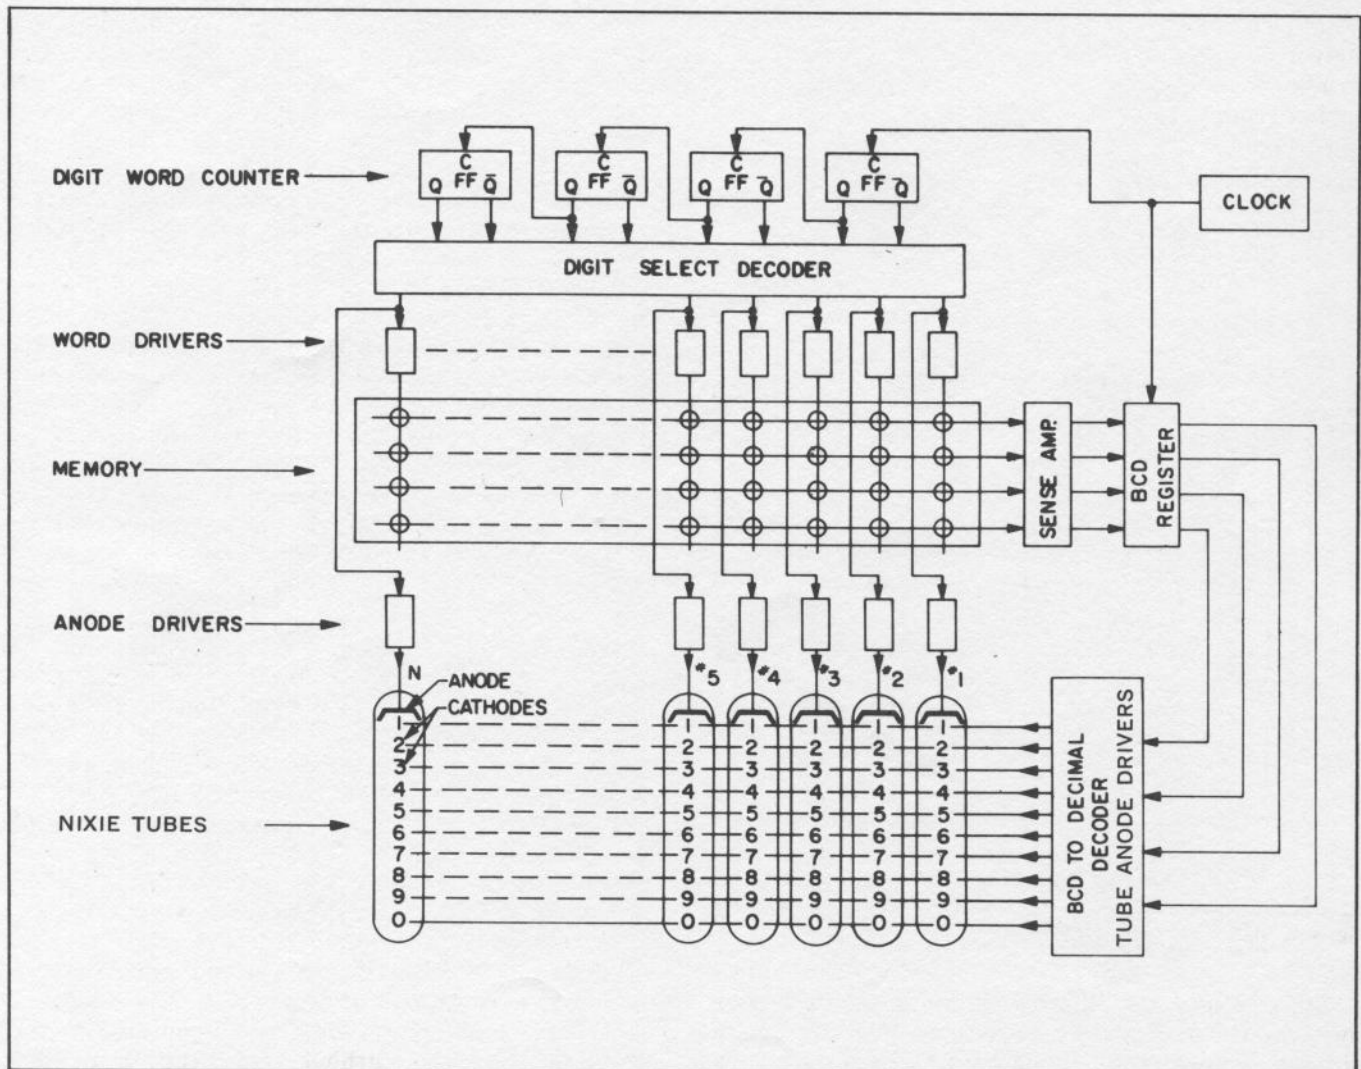 DIGIT WORD COUNTER
C
Q FF Q̅
C
Q FF Q̅
C
Q FF Q̅
C
Q FF Q̅
CLOCK
DIGIT SELECT DECODER
WORD DRIVERS
MEMORY
SENSE AMP.
BCD
REGISTER
ANODE DRIVERS
N
#5
#4
#3
#2
#1
ANODE
CATHODES
NIXIE TUBES
1 1 1 1 1 1
2 2 2 2 2 2
3 3 3 3 3 3
4 4 4 4 4 4
5 5 5 5 5 5
6 6 6 6 6 6
7 7 7 7 7 7
8 8 8 8 8 8
9 9 9 9 9 9
0 0 0 0 0 0
BCD TO DECIMAL
DECODER
TUBE ANODE DRIVERS